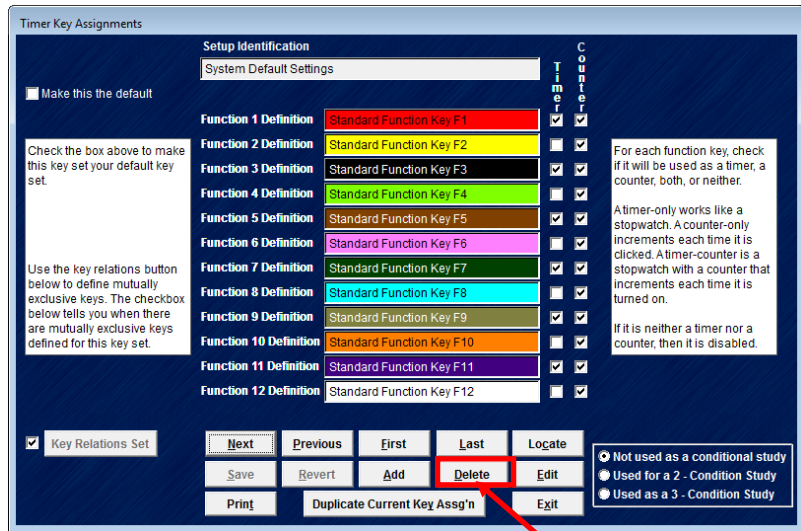 Timer Key Assignments
Setup Identification
System Default Settings
Timer
Counter
Make this the default
Check the box above to make
this key set your default key
set.
Use the key relations button
below to define mutually
exclusive keys. The checkbox
below tells you when there
are mutually exclusive keys
defined for this key set.
Function 1 Definition Standard Function Key F1
Function 2 Definition Standard Function Key F2
Function 3 Definition Standard Function Key F3
Function 4 Definition Standard Function Key F4
Function 5 Definition Standard Function Key F5
Function 6 Definition Standard Function Key F6
Function 7 Definition Standard Function Key F7
Function 8 Definition Standard Function Key F8
Function 9 Definition Standard Function Key F9
Function 10 Definition Standard Function Key F10
Function 11 Definition Standard Function Key F11
Function 12 Definition Standard Function Key F12
For each function key, check
if it will be used as a timer, a
counter, both, or neither.
A timer-only works like a
stopwatch. A counter-only
increments each time it is
clicked. A timer-counter is a
stopwatch with a counter that
increments each time it is
turned on.
If it is neither a timer nor a
counter, then it is disabled.
Key Relations Set
Next Previous First Last Locate
Save Revert Add Delete Edit
Print Duplicate Current Key Assg'n Exit
Not used as a conditional study
Used for a 2 - Condition Study
Used as a 3 - Condition Study